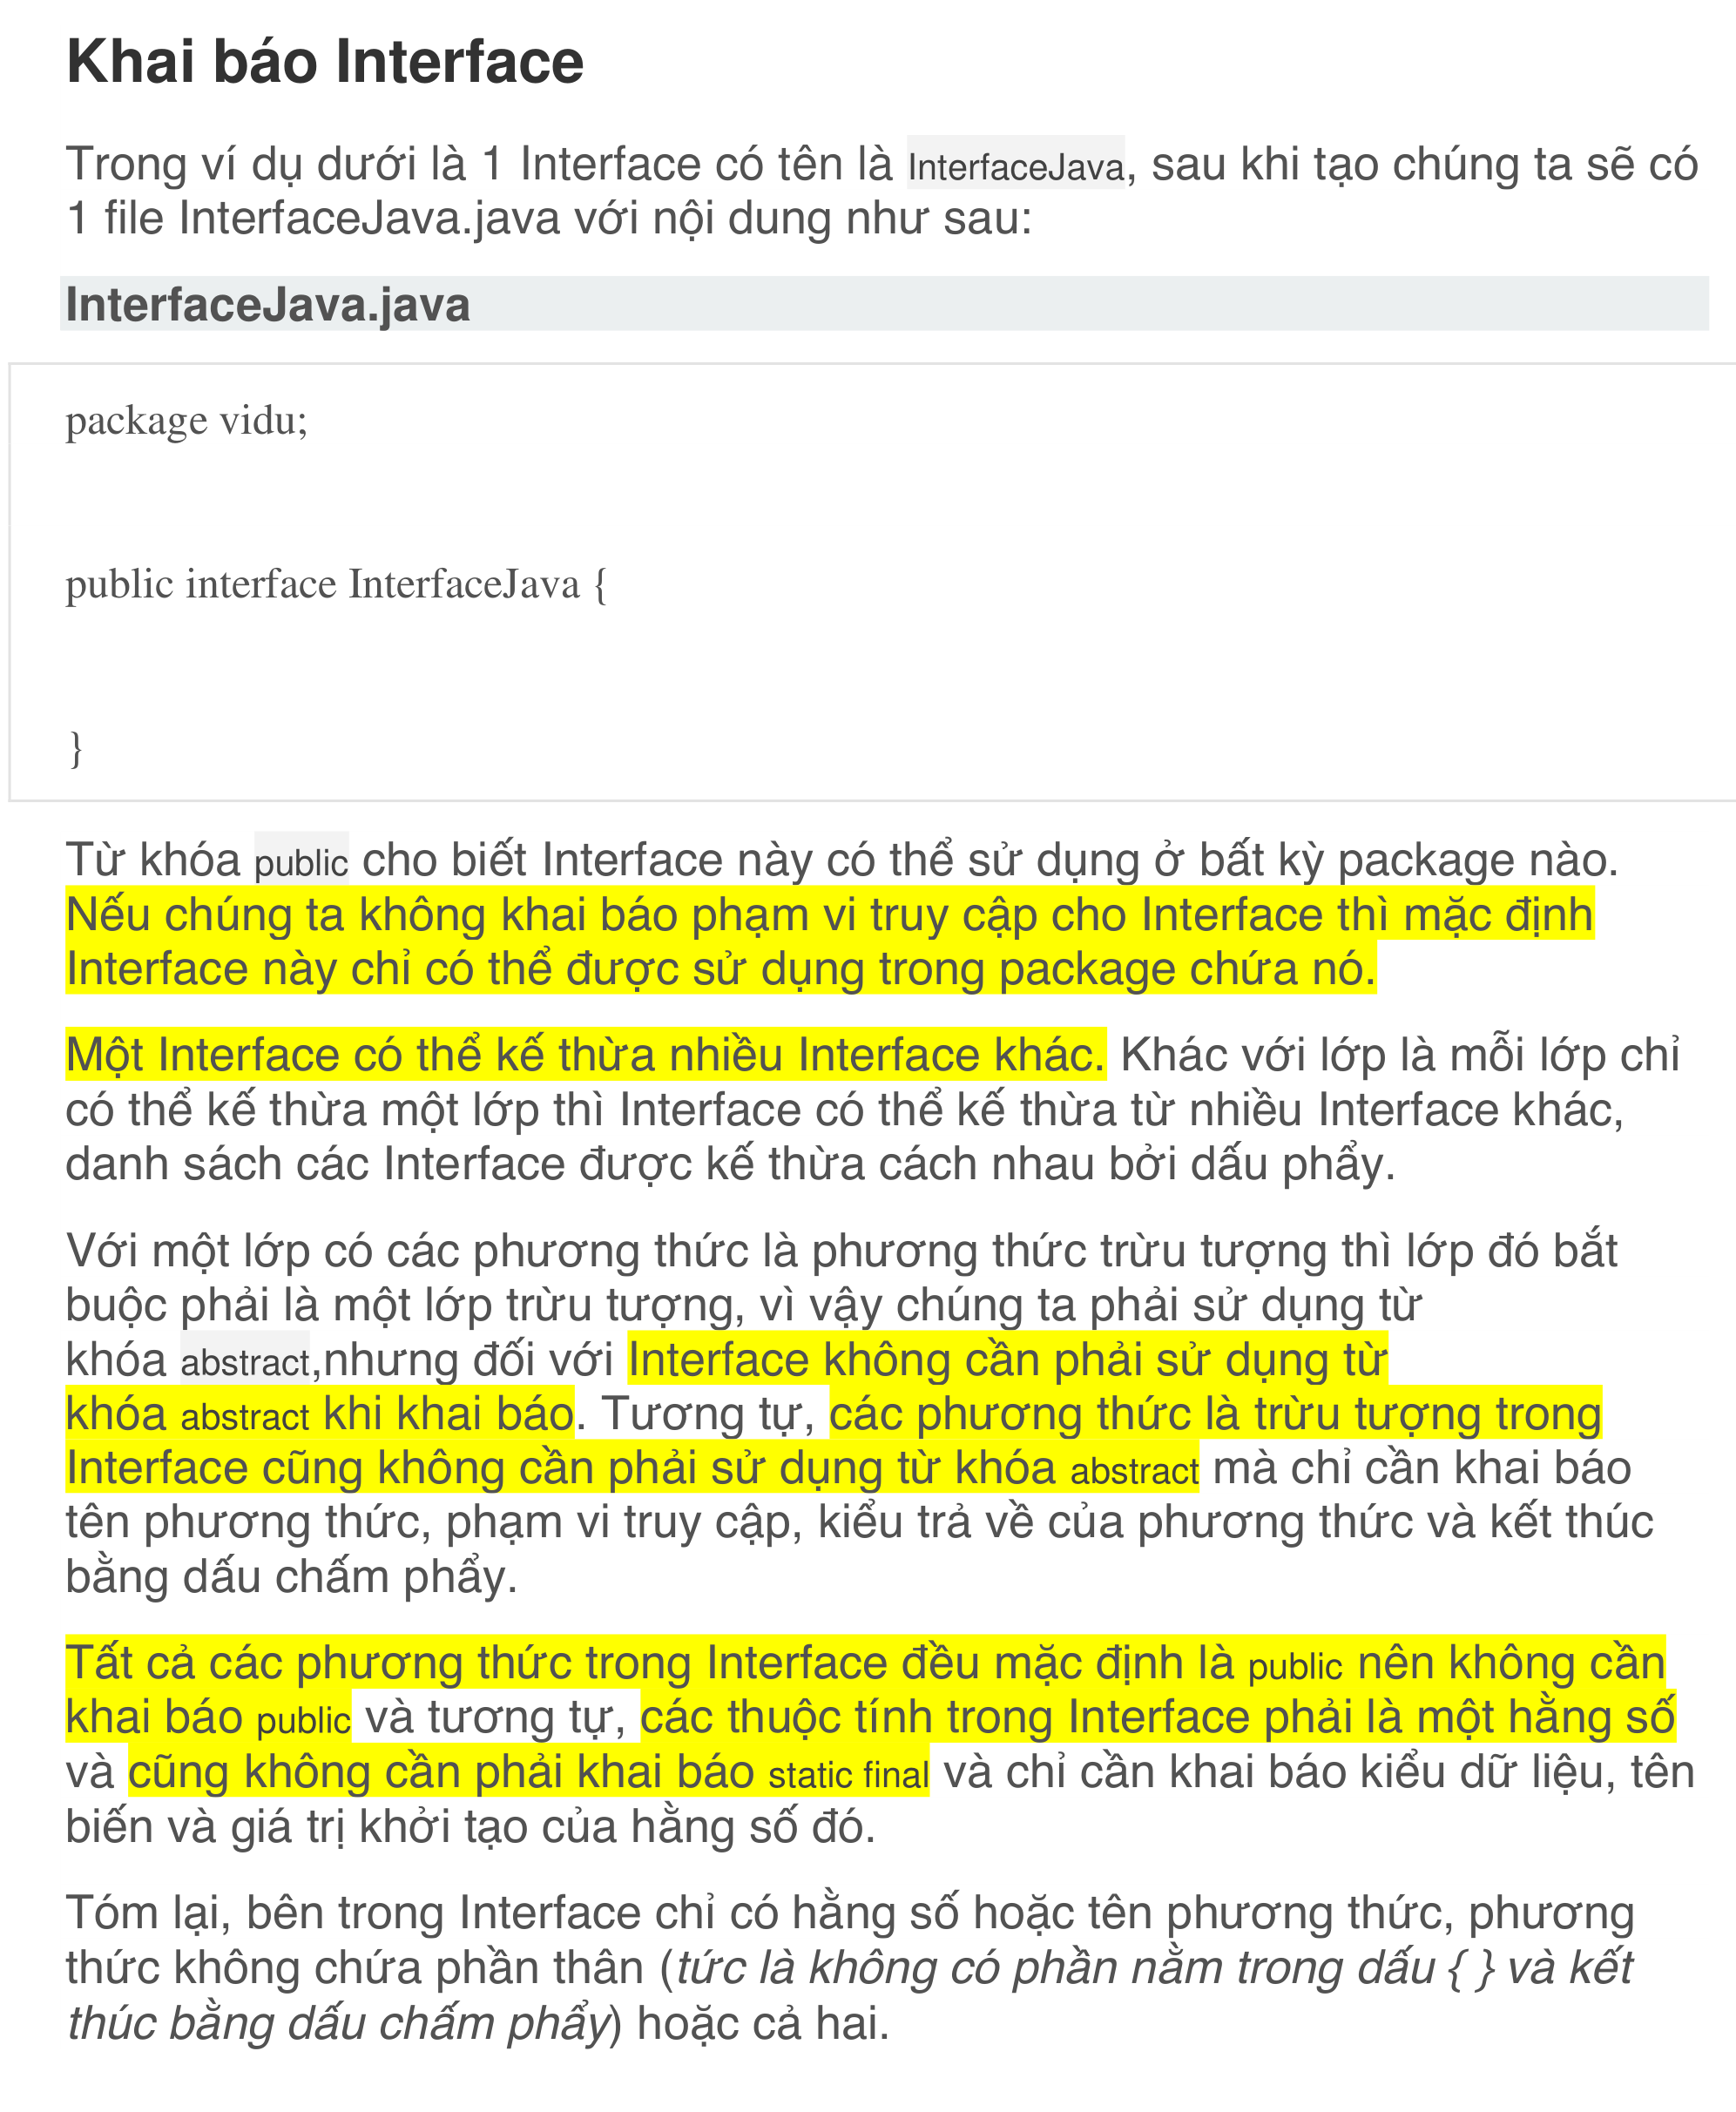 Khai báo Interface
Trong ví dụ dưới là 1 Interface có tên là InterfaceJava, sau khi tạo chúng ta sẽ có
1 file InterfaceJava.java với nội dung như sau:
InterfaceJava.java
package vidu;
public interface InterfaceJava {
}
Từ khóa public cho biết Interface này có thể sử dụng ở bất kỳ package nào.
Nếu chúng ta không khai báo phạm vi truy cập cho Interface thì mặc định
Interface này chỉ có thể được sử dụng trong package chứa nó.
Một Interface có thể kế thừa nhiều Interface khác. Khác với lớp là mỗi lớp chỉ
có thể kế thừa một lớp thì Interface có thể kế thừa từ nhiều Interface khác,
danh sách các Interface được kế thừa cách nhau bởi dấu phẩy.
Với một lớp có các phương thức là phương thức trừu tượng thì lớp đó bắt
buộc phải là một lớp trừu tượng, vì vậy chúng ta phải sử dụng từ
khóa abstract,nhưng đối với Interface không cần phải sử dụng từ
khóa abstract khi khai báo. Tương tự, các phương thức là trừu tượng trong
Interface cũng không cần phải sử dụng từ khóa abstract mà chỉ cần khai báo
tên phương thức, phạm vi truy cập, kiểu trả về của phương thức và kết thúc
bằng dấu chấm phẩy.
Tất cả các phương thức trong Interface đều mặc định là public nên không cần
khai báo public và tương tự, các thuộc tính trong Interface phải là một hằng số
và cũng không cần phải khai báo static final và chỉ cần khai báo kiểu dữ liệu, tên
biến và giá trị khởi tạo của hằng số đó.
Tóm lại, bên trong Interface chỉ có hằng số hoặc tên phương thức, phương
thức không chứa phần thân (tức là không có phần nằm trong dấu { } và kết
thúc bằng dấu chấm phẩy) hoặc cả hai.